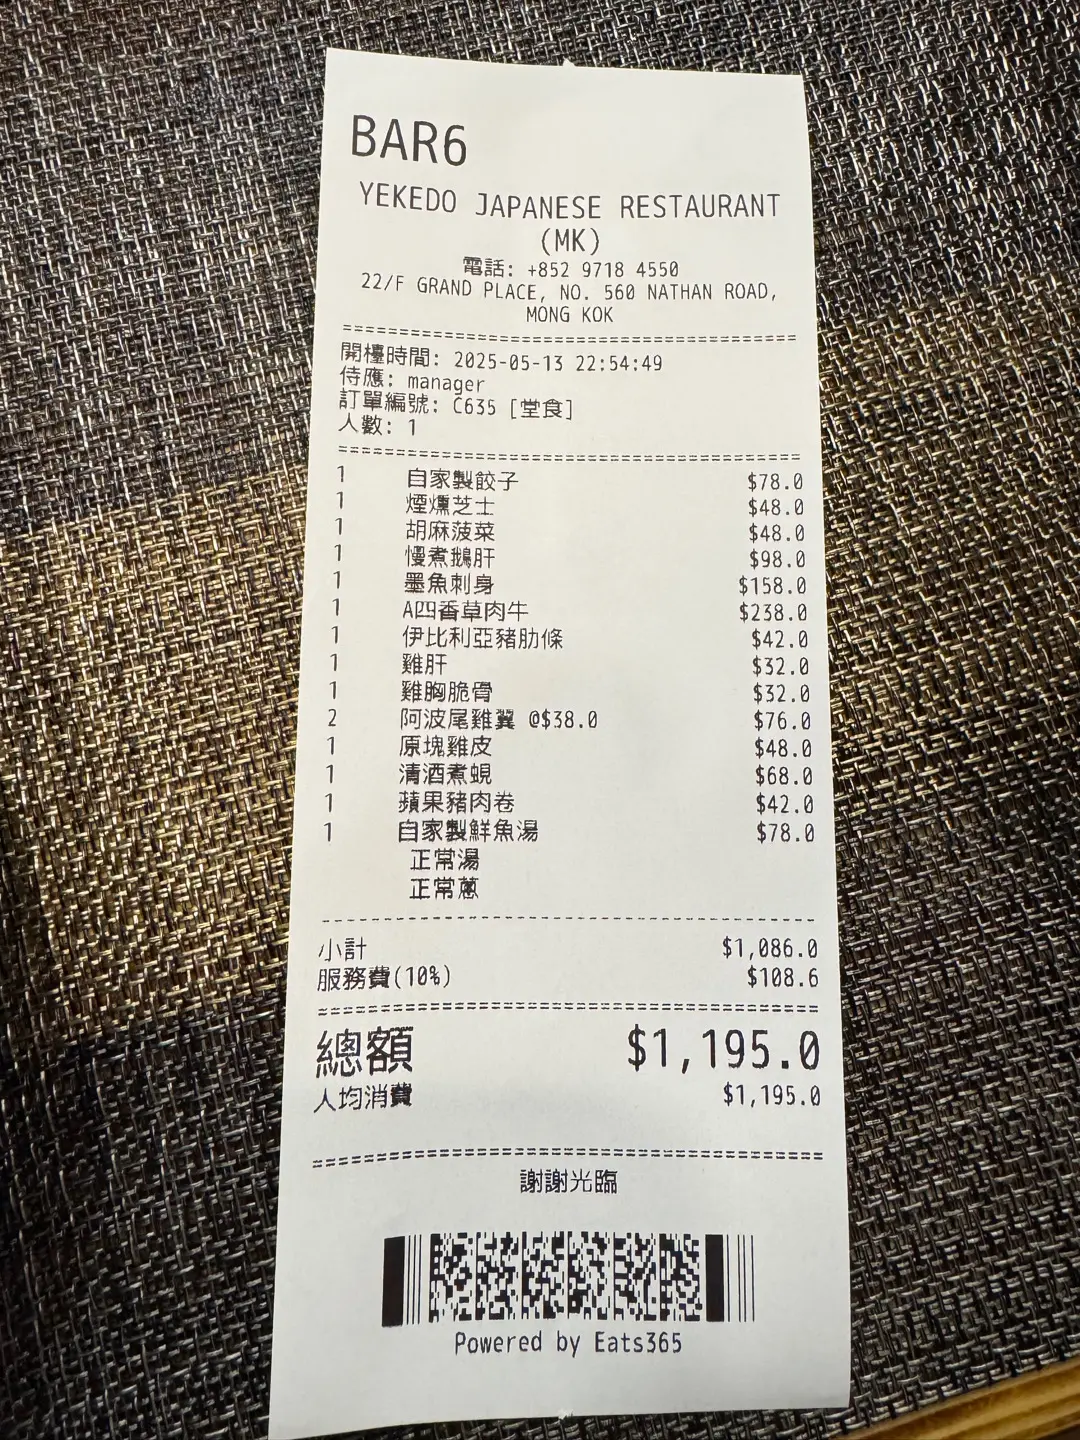 BAR6
YEKEDO JAPANESE RESTAURANT
(MK)
電話: +852 9718 4550
22/F GRAND PLACE, NO. 560 NATHAN ROAD,
MONG KOK
開檯時間: 2025-05-13 22:54:49
侍應: manager
訂單編號: C635 [堂食]
人數: 1
1 自家製餃子 $78.0
1 煙燻芝士 $48.0
1 胡麻菠菜 $48.0
1 慢煮鵝肝 $98.0
1 墨魚刺身 $158.0
1 A四香草肉牛 $238.0
1 伊比利亞豬肋條 $42.0
1 雞肝 $32.0
1 雞胸脆骨 $32.0
2 阿波尾雞翼 @$38.0 $76.0
1 原塊雞皮 $48.0
1 清酒煮蜆 $68.0
1 蘋果豬肉卷 $42.0
1 自家製鮮魚湯 $78.0
正常湯
正常蔥
小計 $1,086.0
服務費(10%) $108.6
總額 $1,195.0
人均消費 $1,195.0
謝謝光臨
Powered by Eats365